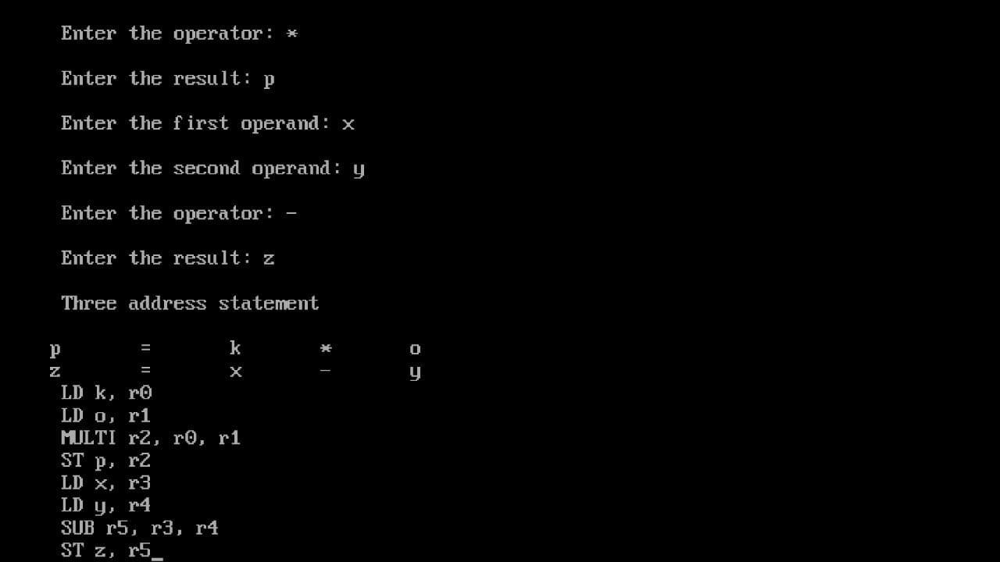 Enter the operator: *
Enter the result: p
Enter the first operand: x
Enter the second operand: y
Enter the operator: -
Enter the result: z
Three address statement
p = k * o
z = x - y
LD k, r0
LD o, r1
MULTI r2, r0, r1
ST p, r2
LD x, r3
LD y, r4
SUB r5, r3, r4
ST z, r5_